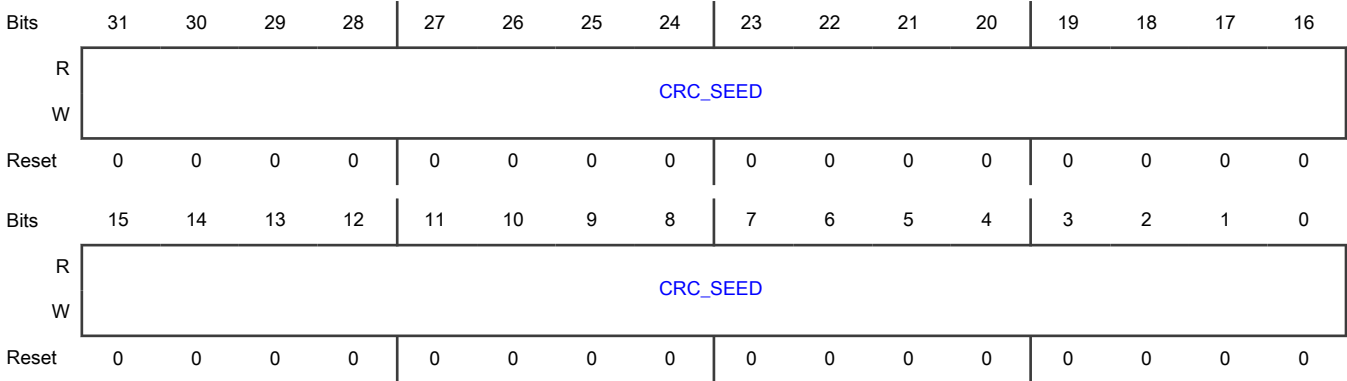 Bits 31 30 29 28 27 26 25 24 23 22 21 20 19 18 17 16
R
CRC_SEED
W
Reset 0 0 0 0 0 0 0 0 0 0 0 0 0 0 0 0
Bits 15 14 13 12 11 10 9 8 7 6 5 4 3 2 1 0
R
CRC_SEED
W
Reset 0 0 0 0 0 0 0 0 0 0 0 0 0 0 0 0